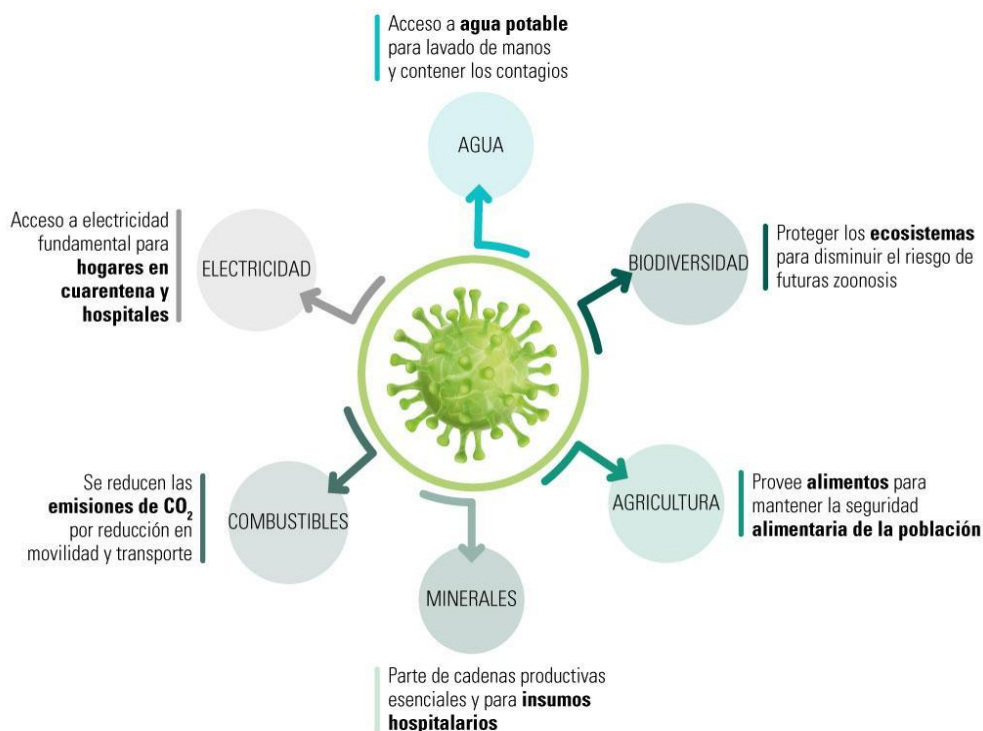 Acceso a agua potable
para lavado de manos
y contener los contagios
AGUA
BIODIVERSIDAD
Proteger los ecosistemas
para disminuir el riesgo de
futuras zoonosis
AGRICULTURA
Provee alimentos para
mantener la seguridad
alimentaria de la población
MINERALES
Parte de cadenas productivas
esenciales y para insumos
hospitalarios
COMBUSTIBLES
Se reducen las
emisiones de CO₂
por reducción en
movilidad y transporte
ELECTRICIDAD
Acceso a electricidad
fundamental para
hogares en
cuarentena y
hospitales